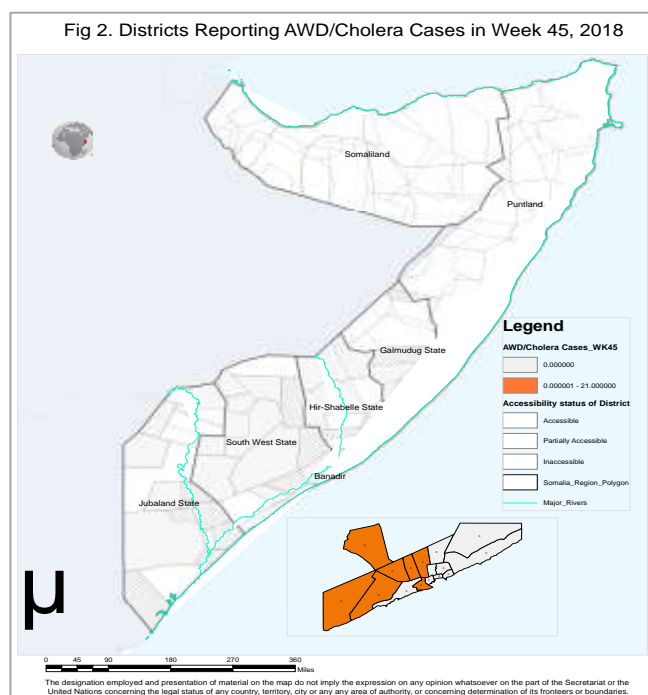 Fig 2. Districts Reporting AWD/Cholera Cases in Week 45, 2018
Somaliland
Puntland
Galmudug State
Hir-Shabelle State
South West State
Banadir
Jubaland State
Legend
AWD/Cholera Cases_WK45
0.000000
0.000001 - 21.000000
Accessibility status of District
Accessible
Partially Accessible
Inaccessible
Somalia_Region_Polygon
Major_Rivers
µ
0 45 90 180 270 360
Miles
The designation employed and presentation of material on the map do not imply the expression on any opinion whatsoever on the part of the Secretariat or the
United Nations concerning the legal status of any country, territory, city or any any area of authority, or concerning determination of its fronteers or boundaries.